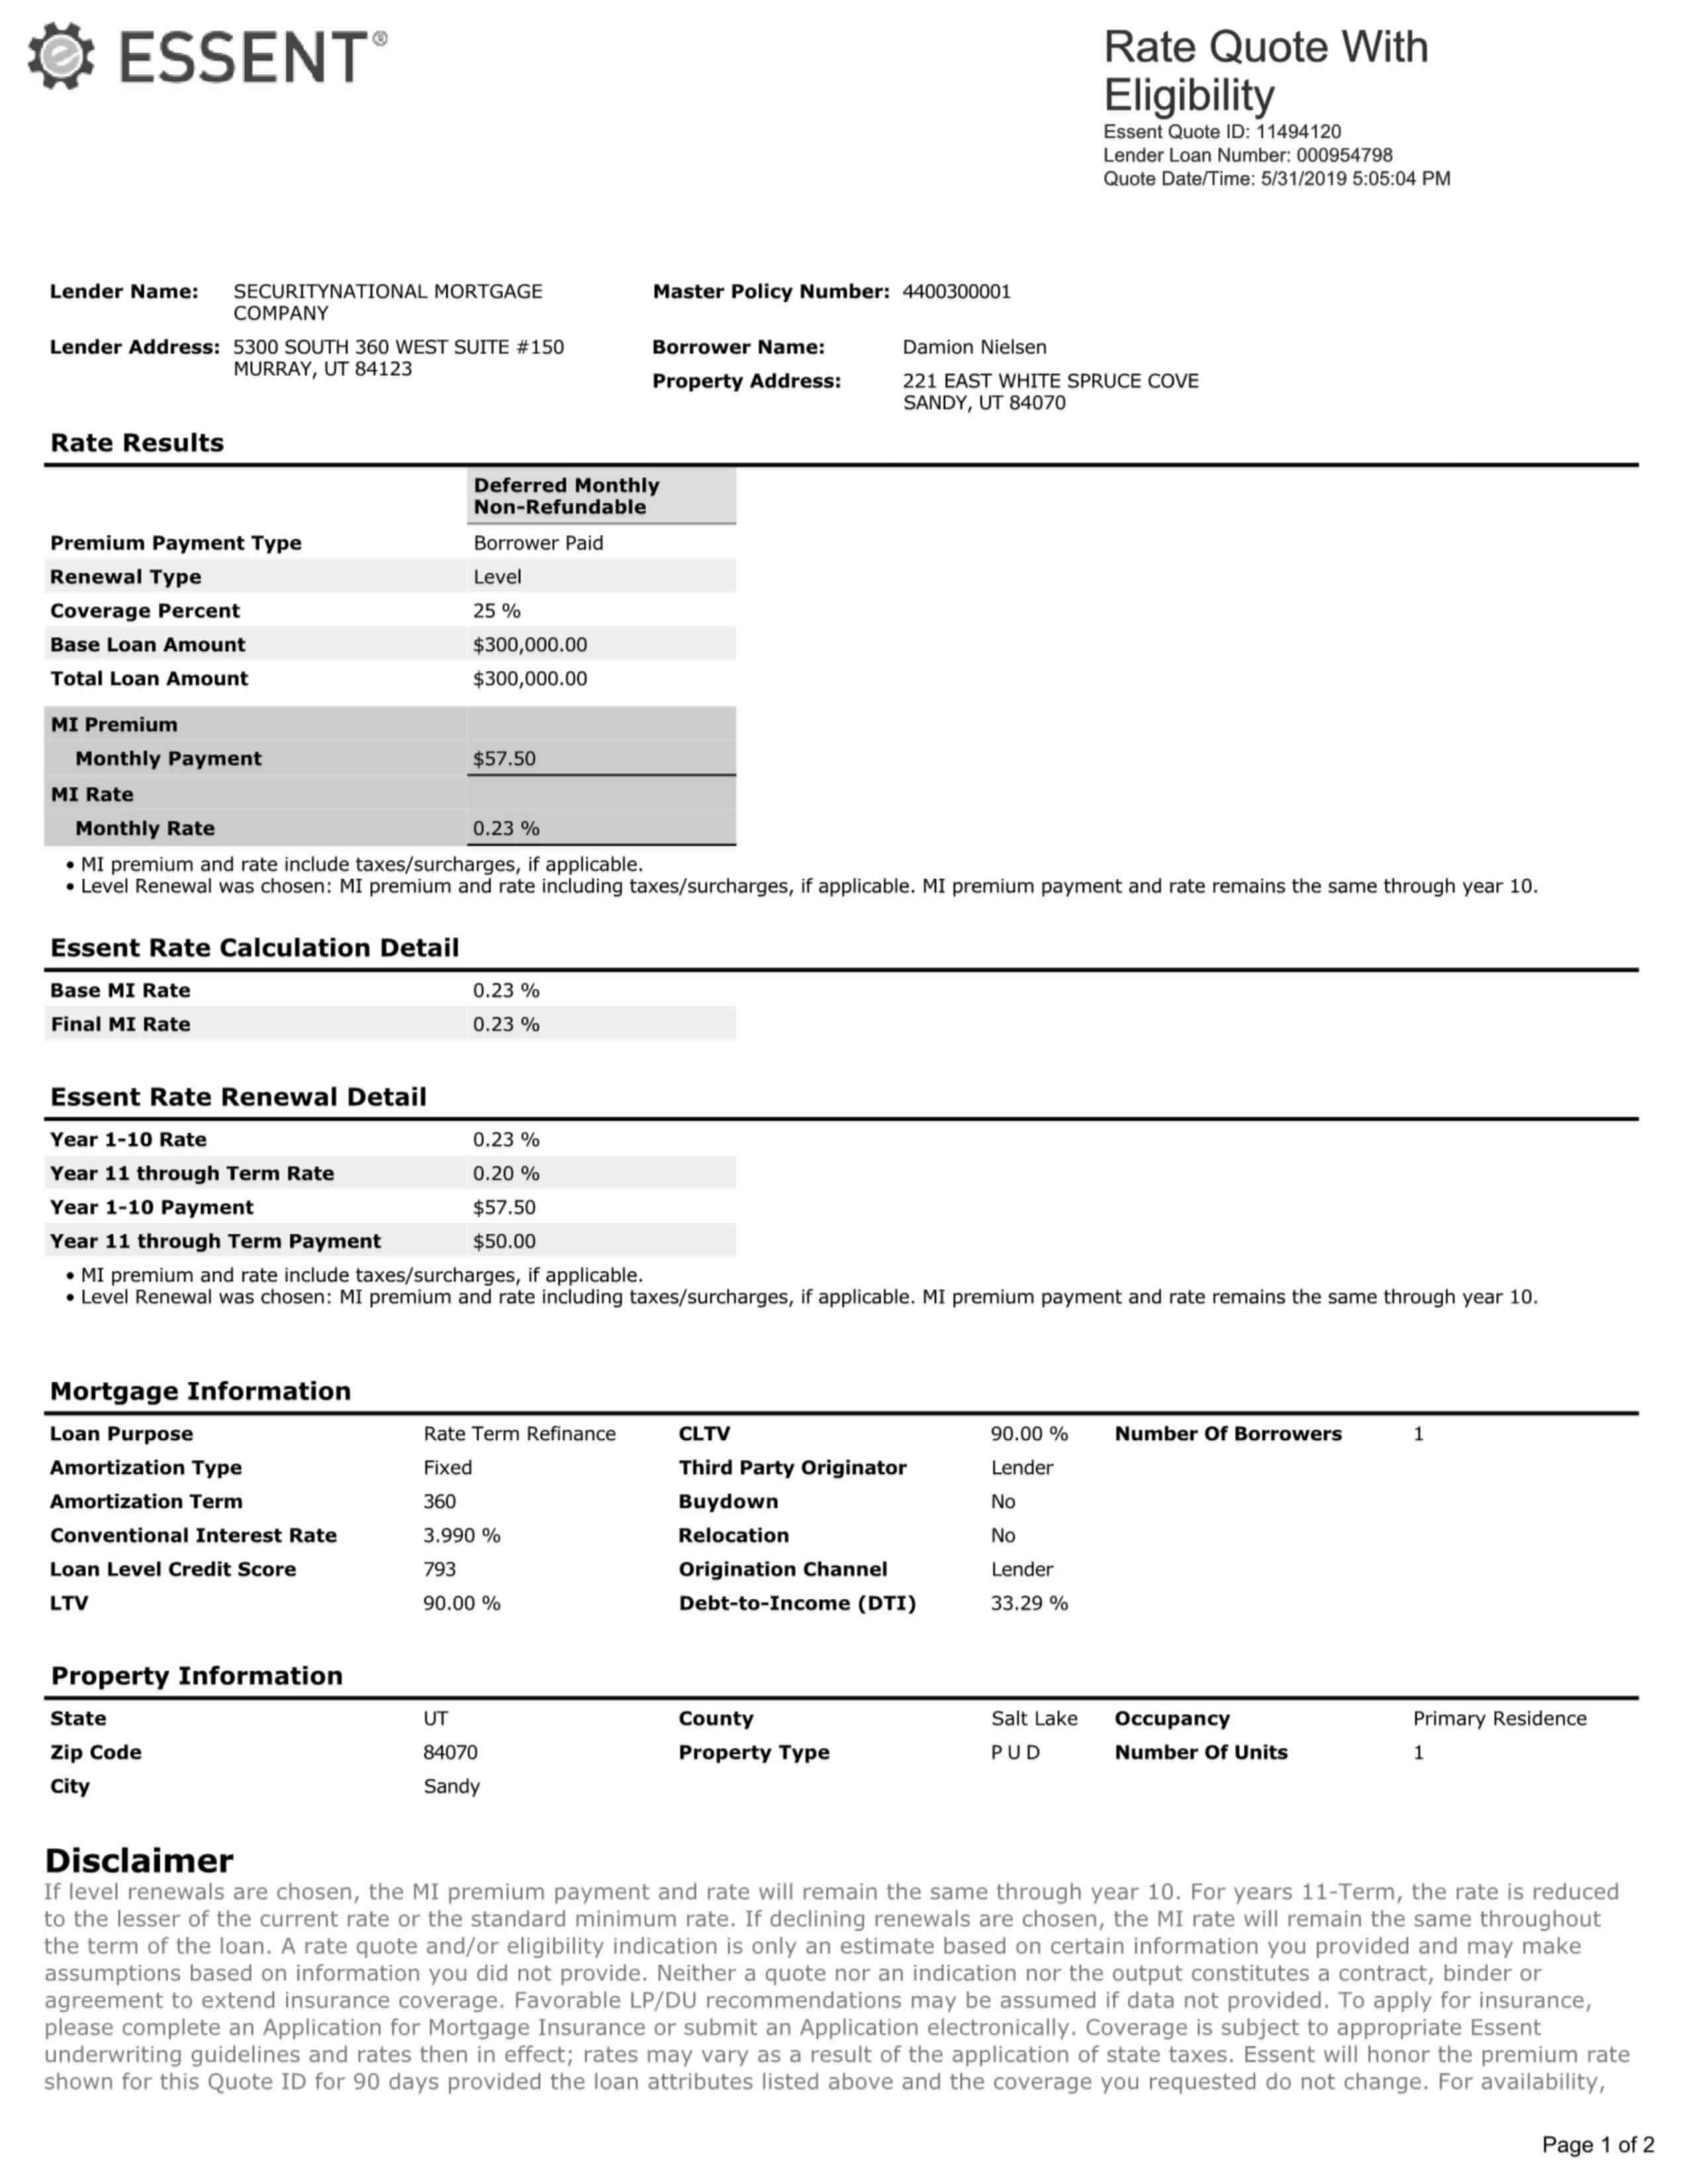 ESSENT®
Rate Quote With
Eligibility
Essent Quote ID: 11494120
Lender Loan Number: 000954798
Quote Date/Time: 5/31/2019 5:05:04 PM
Lender Name: SECURITYNATIONAL MORTGAGE
COMPANY
Master Policy Number: 4400300001
Lender Address: 5300 SOUTH 360 WEST SUITE #150
MURRAY, UT 84123
Borrower Name: Damion Nielsen
Property Address: 221 EAST WHITE SPRUCE COVE
SANDY, UT 84070
Rate Results
Deferred Monthly
Non-Refundable
Premium Payment Type Borrower Paid
Renewal Type Level
Coverage Percent 25 %
Base Loan Amount $300,000.00
Total Loan Amount $300,000.00
MI Premium
Monthly Payment $57.50
MI Rate
Monthly Rate 0.23 %
• MI premium and rate include taxes/surcharges, if applicable.
• Level Renewal was chosen: MI premium and rate including taxes/surcharges, if applicable. MI premium payment and rate remains the same through year 10.
Essent Rate Calculation Detail
Base MI Rate 0.23 %
Final MI Rate 0.23 %
Essent Rate Renewal Detail
Year 1-10 Rate 0.23 %
Year 11 through Term Rate 0.20 %
Year 1-10 Payment $57.50
Year 11 through Term Payment $50.00
• MI premium and rate include taxes/surcharges, if applicable.
• Level Renewal was chosen: MI premium and rate including taxes/surcharges, if applicable. MI premium payment and rate remains the same through year 10.
Mortgage Information
Loan Purpose Rate Term Refinance CLTV 90.00 % Number Of Borrowers 1
Amortization Type Fixed Third Party Originator Lender
Amortization Term 360 Buydown No
Conventional Interest Rate 3.990 % Relocation No
Loan Level Credit Score 793 Origination Channel Lender
LTV 90.00 % Debt-to-Income (DTI) 33.29 %
Property Information
State UT County Salt Lake Occupancy Primary Residence
Zip Code 84070 Property Type P U D Number Of Units 1
City Sandy
Disclaimer
If level renewals are chosen, the MI premium payment and rate will remain the same through year 10. For years 11-Term, the rate is reduced
to the lesser of the current rate or the standard minimum rate. If declining renewals are chosen, the MI rate will remain the same throughout
the term of the loan. A rate quote and/or eligibility indication is only an estimate based on certain information you provided and may make
assumptions based on information you did not provide. Neither a quote nor an indication nor the output constitutes a contract, binder or
agreement to extend insurance coverage. Favorable LP/DU recommendations may be assumed if data not provided. To apply for insurance,
please complete an Application for Mortgage Insurance or submit an Application electronically. Coverage is subject to appropriate Essent
underwriting guidelines and rates then in effect; rates may vary as a result of the application of state taxes. Essent will honor the premium rate
shown for this Quote ID for 90 days provided the loan attributes listed above and the coverage you requested do not change. For availability,
Page 1 of 2